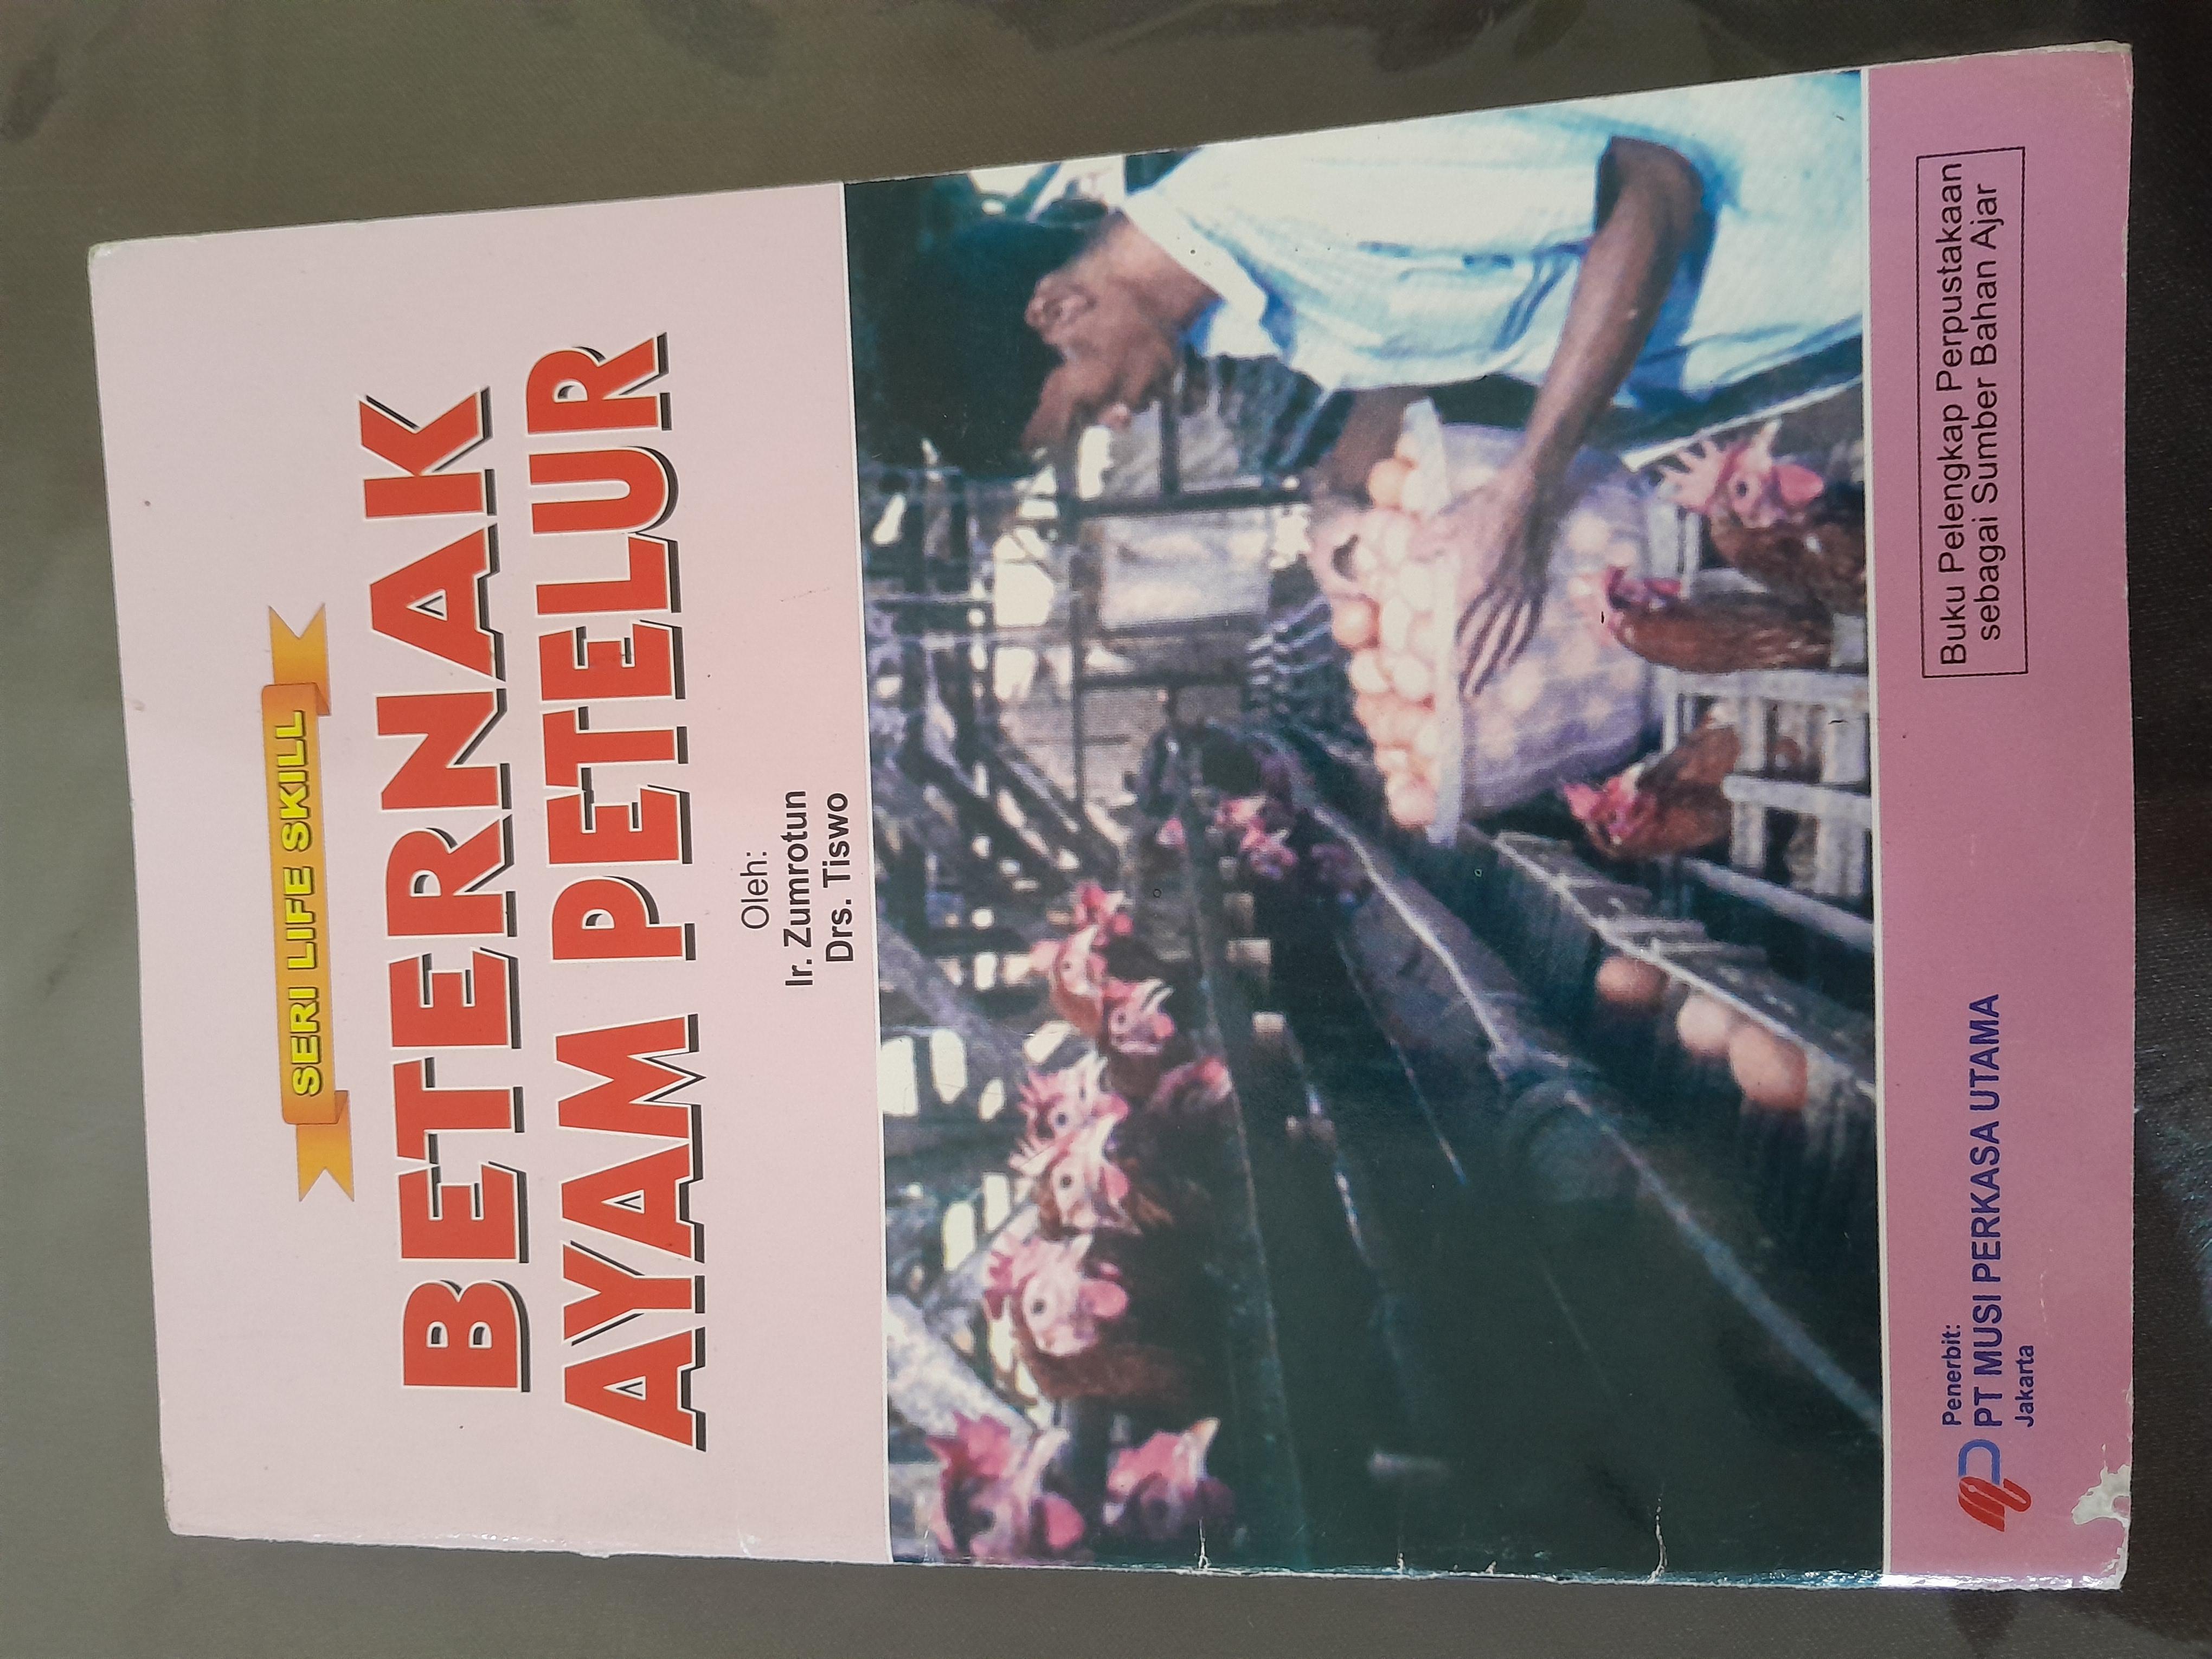 SERI LIFE SKILL
BETERNAK
AYAM PETELUR
Oleh:
Ir. Zumrotun
Drs. Tiswo
Penerbit:
PT MUSI PERKASA UTAMA
Jakarta
Buku Pelengkap Perpustakaan
sebagai Sumber Bahan Ajar